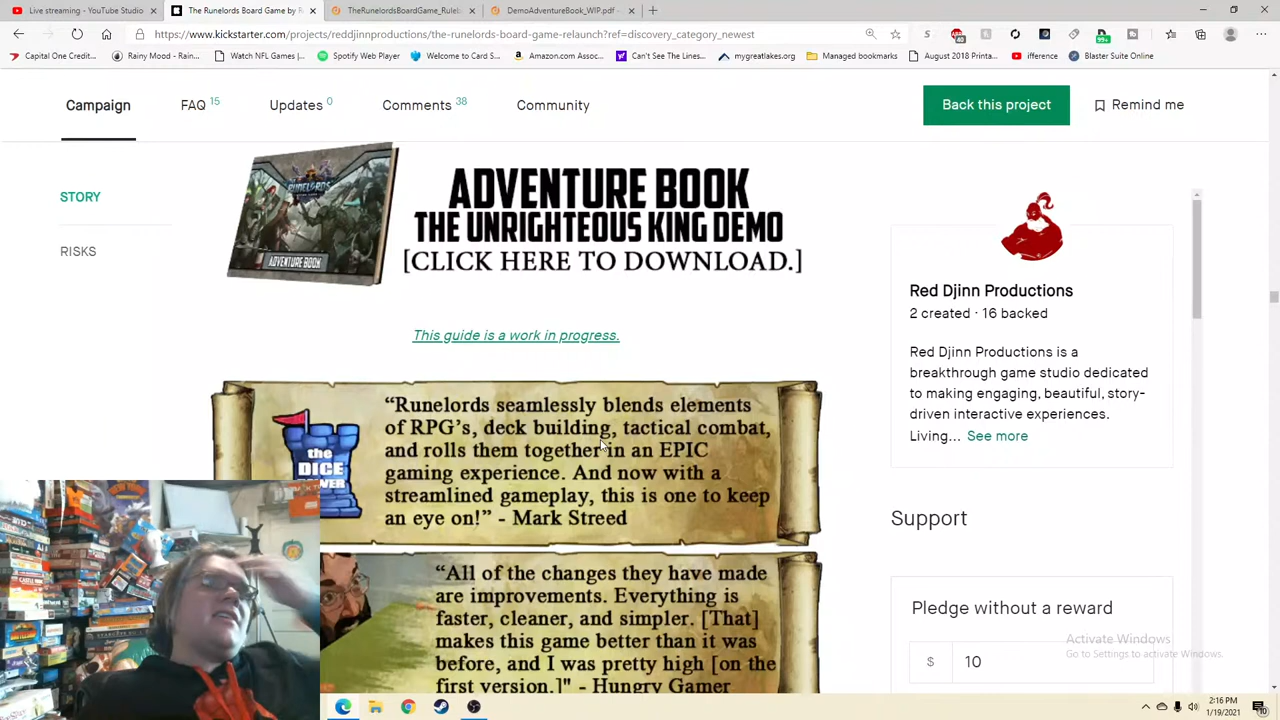 Live streaming - YouTube Studio
The Runelords Board Game by R
TheRunelordsBoardGame_Ruleb
DemoAdventureBook_WIP.pdf -
https://www.kickstarter.com/projects/reddjinnproductions/the-runelords-board-game-relaunch?ref=discovery_category_newest
Capital One Credit...
Rainy Mood - Rain...
Watch WGL Games |...
Spotify Web Player
Welcome to Card S...
Amazon.com Assoc...
Can't See The Lines...
mygreatlakes.org
Managed bookmarks
August 2018 Printa...
ifference
Blaster Suite Online
Campaign
FAQ 15
Updates 0
Comments 38
Community
Back this project
Remind me
STORY
RISKS
RUNELORDS
ADVENTURE BOOK
ADVENTURE BOOK
THE UNRIGHTEOUS KING DEMO
[CLICK HERE TO DOWNLOAD.]
This guide is a work in progress.
the
DICE
"Runelords seamlessly blends elements
of RPG's, deck building, tactical combat,
and rolls them together in an EPIC
gaming experience. And now with a
streamlined gameplay, this is one to keep
an eye on!" - Mark Streed
"All of the changes they have made
are improvements. Everything is
faster, cleaner, and simpler. [That]
makes this game better than it was
before, and I was pretty high [on the
first version.]" - Hungry Gamer
Red Djinn Productions
2 created · 16 backed
Red Djinn Productions is a
breakthrough game studio dedicated
to making engaging, beautiful, story-
driven interactive experiences.
Living... See more
Support
Pledge without a reward
$ 10
Activate Windows
Go to Settings to activate Windows.
2:16 PM
1/19/2021